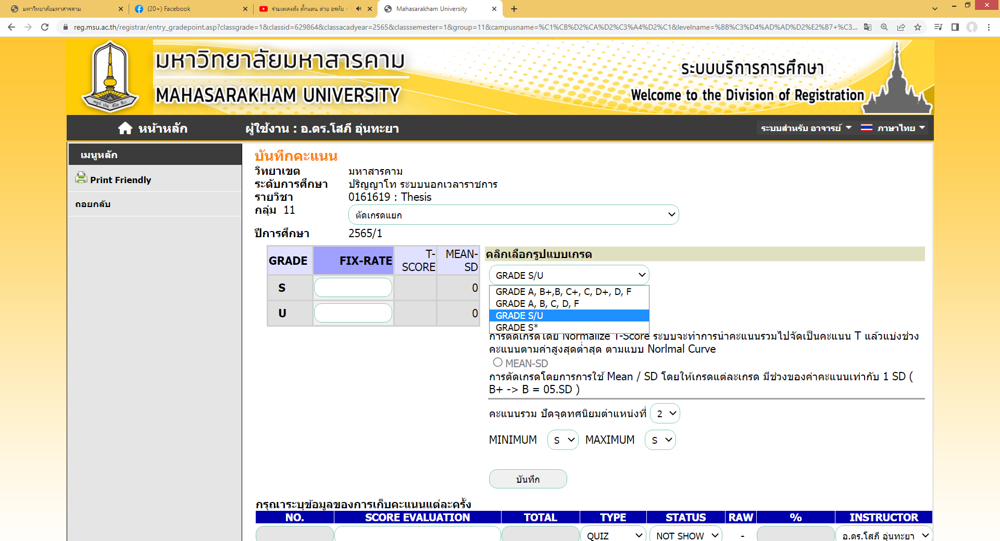 มหาวิทยาลัยมหาสารคาม
(20+) Facebook
ร่วมเพลงดัง ตั๊กแตน ต่าย อรทัย -
Mahasarakham University
reg.msu.ac.th/registrar/entry_gradepoint.asp?classgrade=1&classid=629864&classacadyear=2565&classsemester=1&group=11&campusname=%C1%CB%D2%CA%D2%C3%A4%D2%C1&levelname=%BB%C3%D4%AD%AD%D2%E2%B7+%C3...
มหาวิทยาลัยมหาสารคาม
MAHASARAKHAM UNIVERSITY
ระบบบริการการศึกษา
Welcome to the Division of Registration
หน้าหลัก
ผู้ใช้งาน : อ.ดร.โสภี อุ่นทะยา
ระบบสำหรับ อาจารย์
ภาษาไทย
เมนูหลัก
Print Friendly
ถอยกลับ
บันทึกคะแนน
วิทยาเขต มหาสารคาม
ระดับการศึกษา ปริญญาโท ระบบนอกเวลาราชการ
รายวิชา 0161619 : Thesis
กลุ่ม 11 ตัดเกรดแยก
ปีการศึกษา 2565/1
GRADE FIX-RATE T-SCORE MEAN-SD
S 0
U 0
คลิกเลือกรูปแบบเกรด
GRADE S/U
GRADE A, B+,B, C+, C, D+, D, F
GRADE A, B, C, D, F
GRADE S/U
GRADE S*
การตัดเกรดโดย Normalize T-Score ระบบจะทำการนำคะแนนรวมไปจัดเป็นคะแนน T แล้วแบ่งช่วง
คะแนนตามค่าสูงสุดต่ำสุด ตามแบบ Norlmal Curve
MEAN-SD
การตัดเกรดโดยการการใช้ Mean / SD โดยให้เกรดแต่ละเกรด มีช่วงของค่าคะแนนเท่ากับ 1 SD (
B+ -> B = 05.SD )
คะแนนรวม ปัดจุดทศนิยมตำแหน่งที่ 2
MINIMUM S MAXIMUM S
บันทึก
กรุณาระบุข้อมูลของการเก็บคะแนนแต่ละครั้ง
NO. SCORE EVALUATION TOTAL TYPE STATUS RAW % INSTRUCTOR
QUIZ NOT SHOW - อ.ดร.โสภี อุ่นทะยา